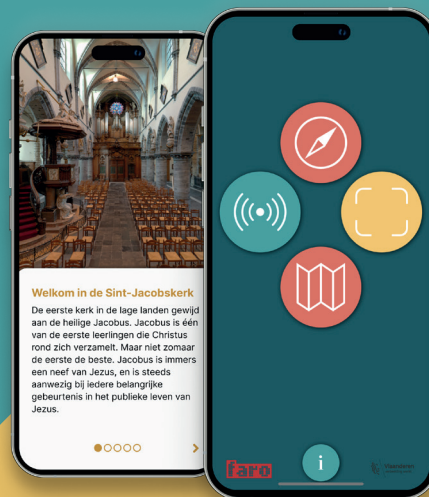 Welkom in de Sint-Jacobskerk
De eerste kerk in de lage landen gewijd
aan de heilige Jacobus. Jacobus is één
van de eerste leerlingen die Christus
rond zich verzamelt. Maar niet zomaar
de eerste de beste. Jacobus is immers
een neef van Jezus, en is steeds
aanwezig bij iedere belangrijke
gebeurtenis in het publieke leven van
Jezus.
faro
i
Vlaanderen